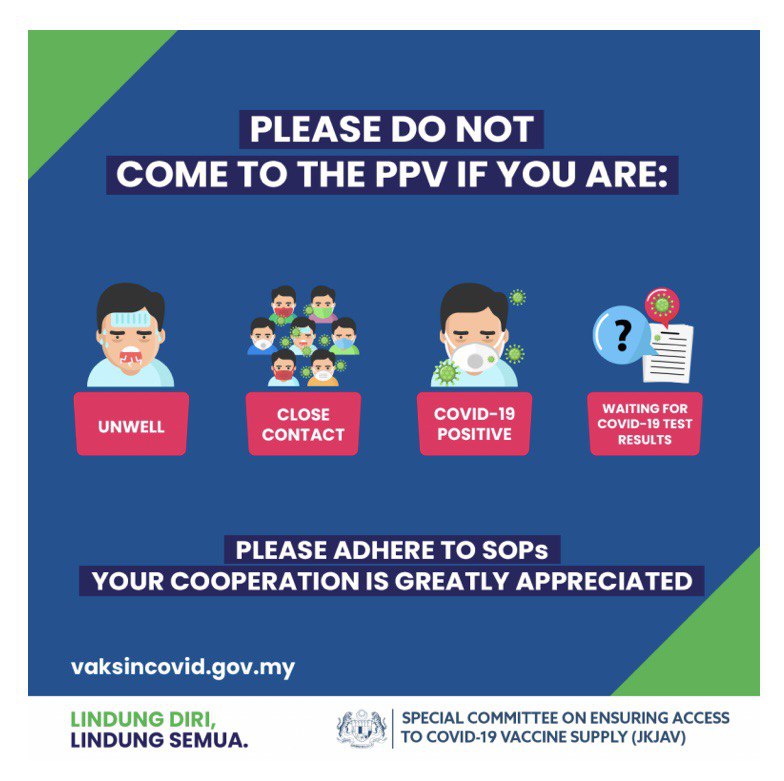 PLEASE DO NOT
COME TO THE PPV IF YOU ARE:
?
UNWELL
CLOSE
CONTACT
COVID-19
POSITIVE
WAITING FOR
COVID-19 TEST
RESULTS
PLEASE ADHERE TO SOPs
YOUR COOPERATION IS GREATLY APPRECIATED
vaksincovid.gov.my
LINDUNG DIRI,
LINDUNG SEMUA.
SPECIAL COMMITTEE ON ENSURING ACCESS
TO COVID-19 VACCINE SUPPLY (JKJAV)